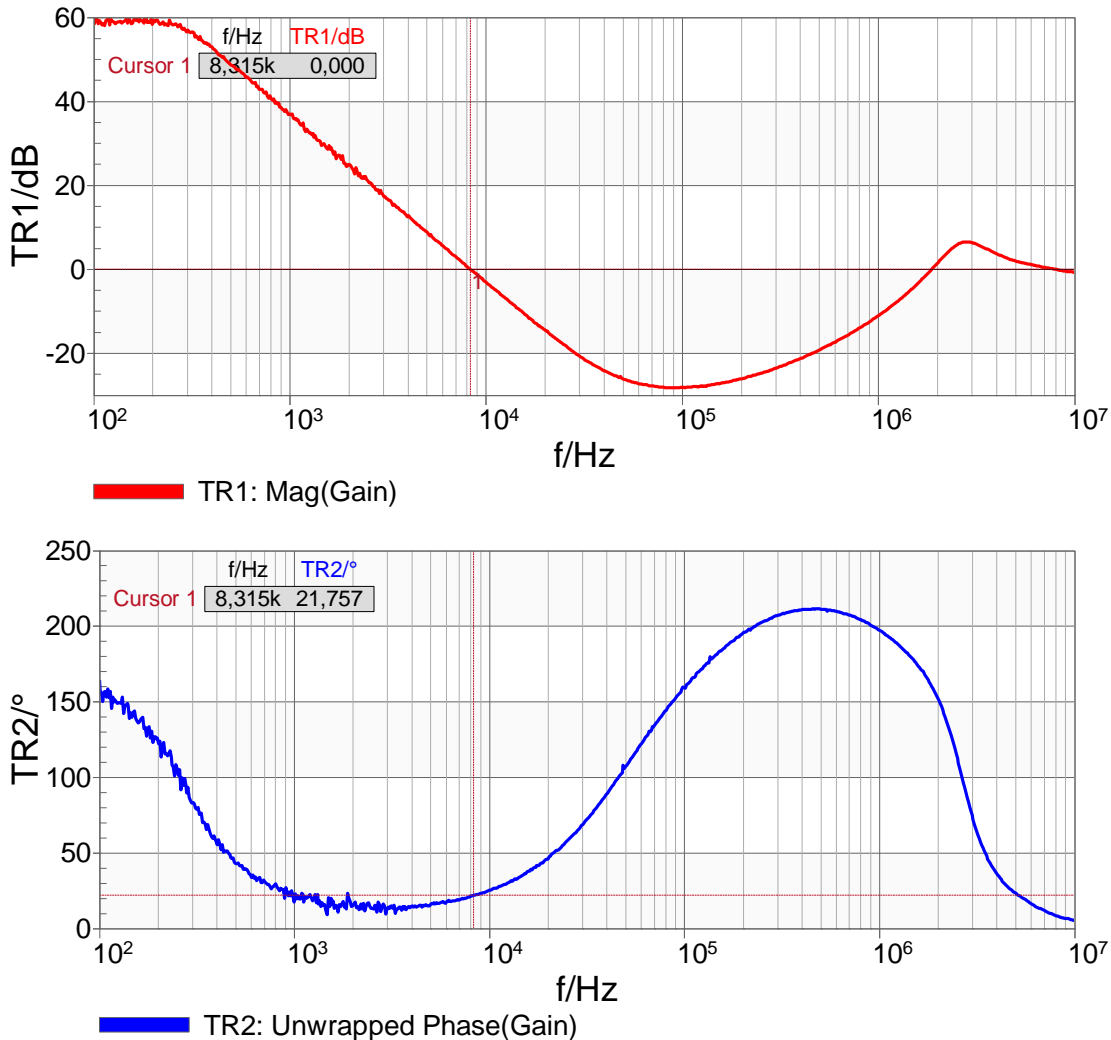 60
40
20
0
-20
TR1/dB
f/Hz TR1/dB
Cursor 1 8,315k 0,000
1
10² 10³ 10⁴ 10⁵ 10⁶ 10⁷
f/Hz
TR1: Mag(Gain)
250
200
150
100
50
0
TR2/°
f/Hz TR2/°
Cursor 1 8,315k 21,757
10² 10³ 10⁴ 10⁵ 10⁶ 10⁷
f/Hz
TR2: Unwrapped Phase(Gain)